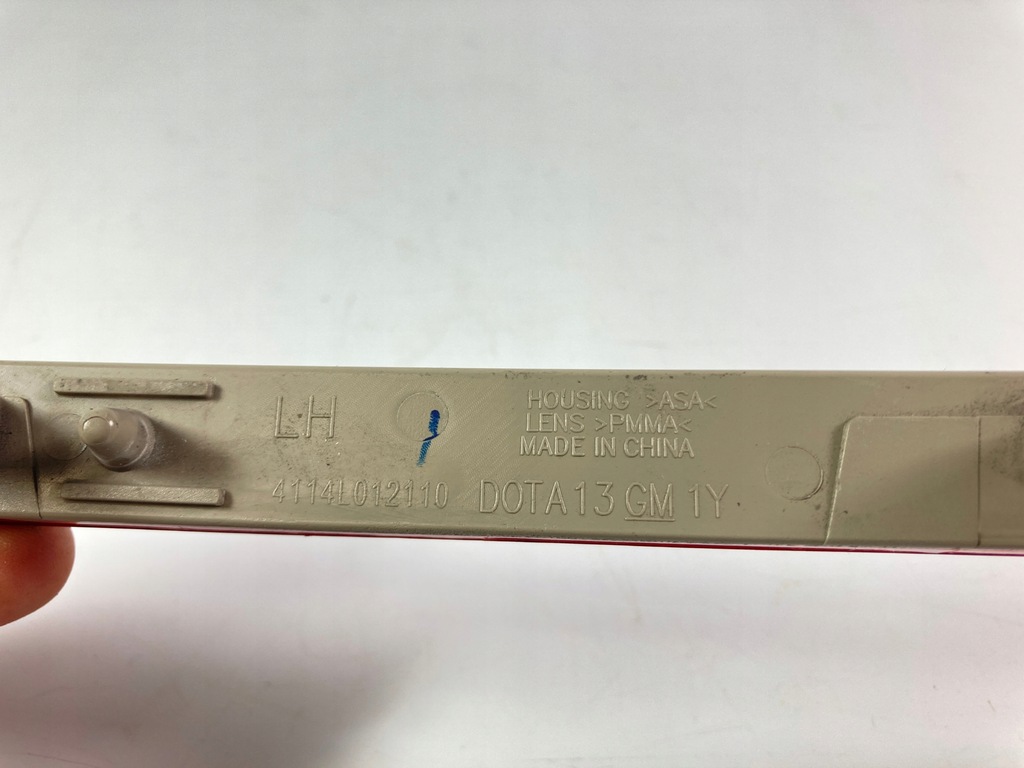 LH
HOUSING >ASA<
LENS >PMMA<
MADE IN CHINA
4114L012110 DOTA13 GM 1Y